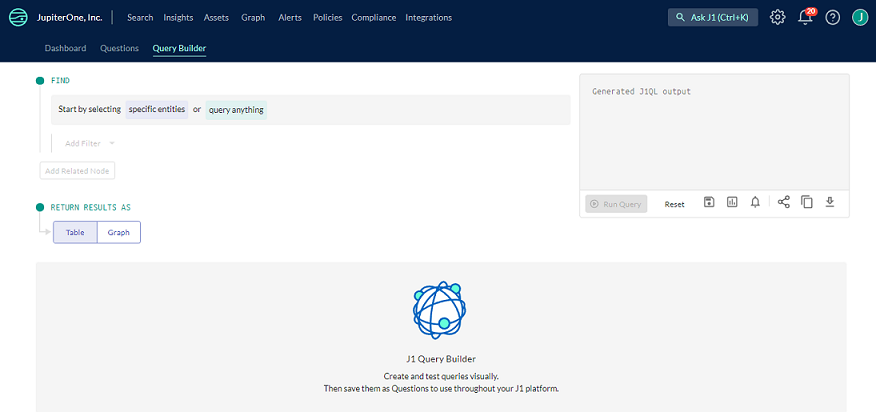 JupiterOne, Inc. Search Insights Assets Graph Alerts Policies Compliance Integrations Ask J1 (Ctrl+K) 20 ? J
Dashboard Questions Query Builder
FIND
Start by selecting specific entities or query anything
Add Filter
Add Related Node
Generated J1QL output
Run Query Reset
RETURN RESULTS AS
Table Graph
J1 Query Builder
Create and test queries visually.
Then save them as Questions to use throughout your J1 platform.